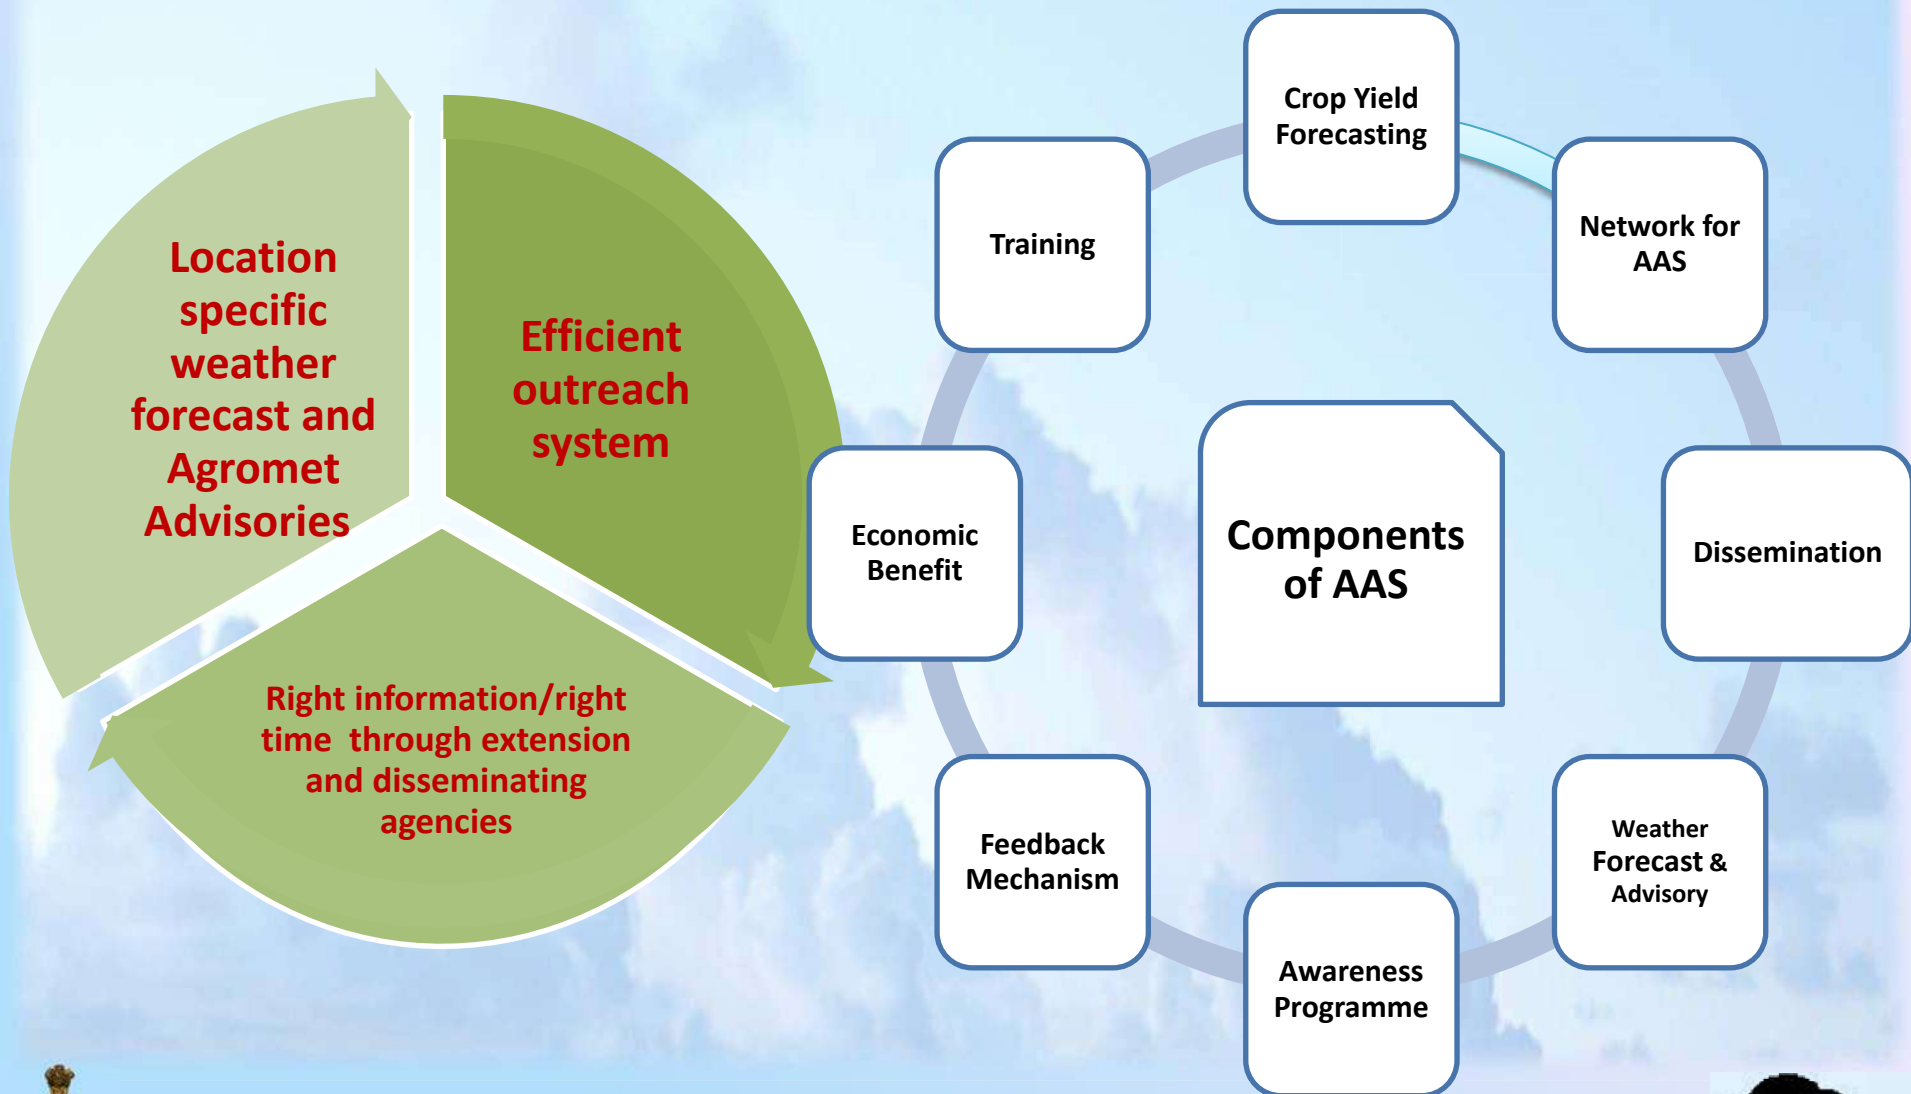 Location
specific
weather
forecast and
Agromet
Advisories
Efficient
outreach
system
Right information/right
time through extension
and disseminating
agencies
Crop Yield
Forecasting
Network for
AAS
Dissemination
Weather
Forecast &
Advisory
Awareness
Programme
Feedback
Mechanism
Economic
Benefit
Training
Components
of AAS